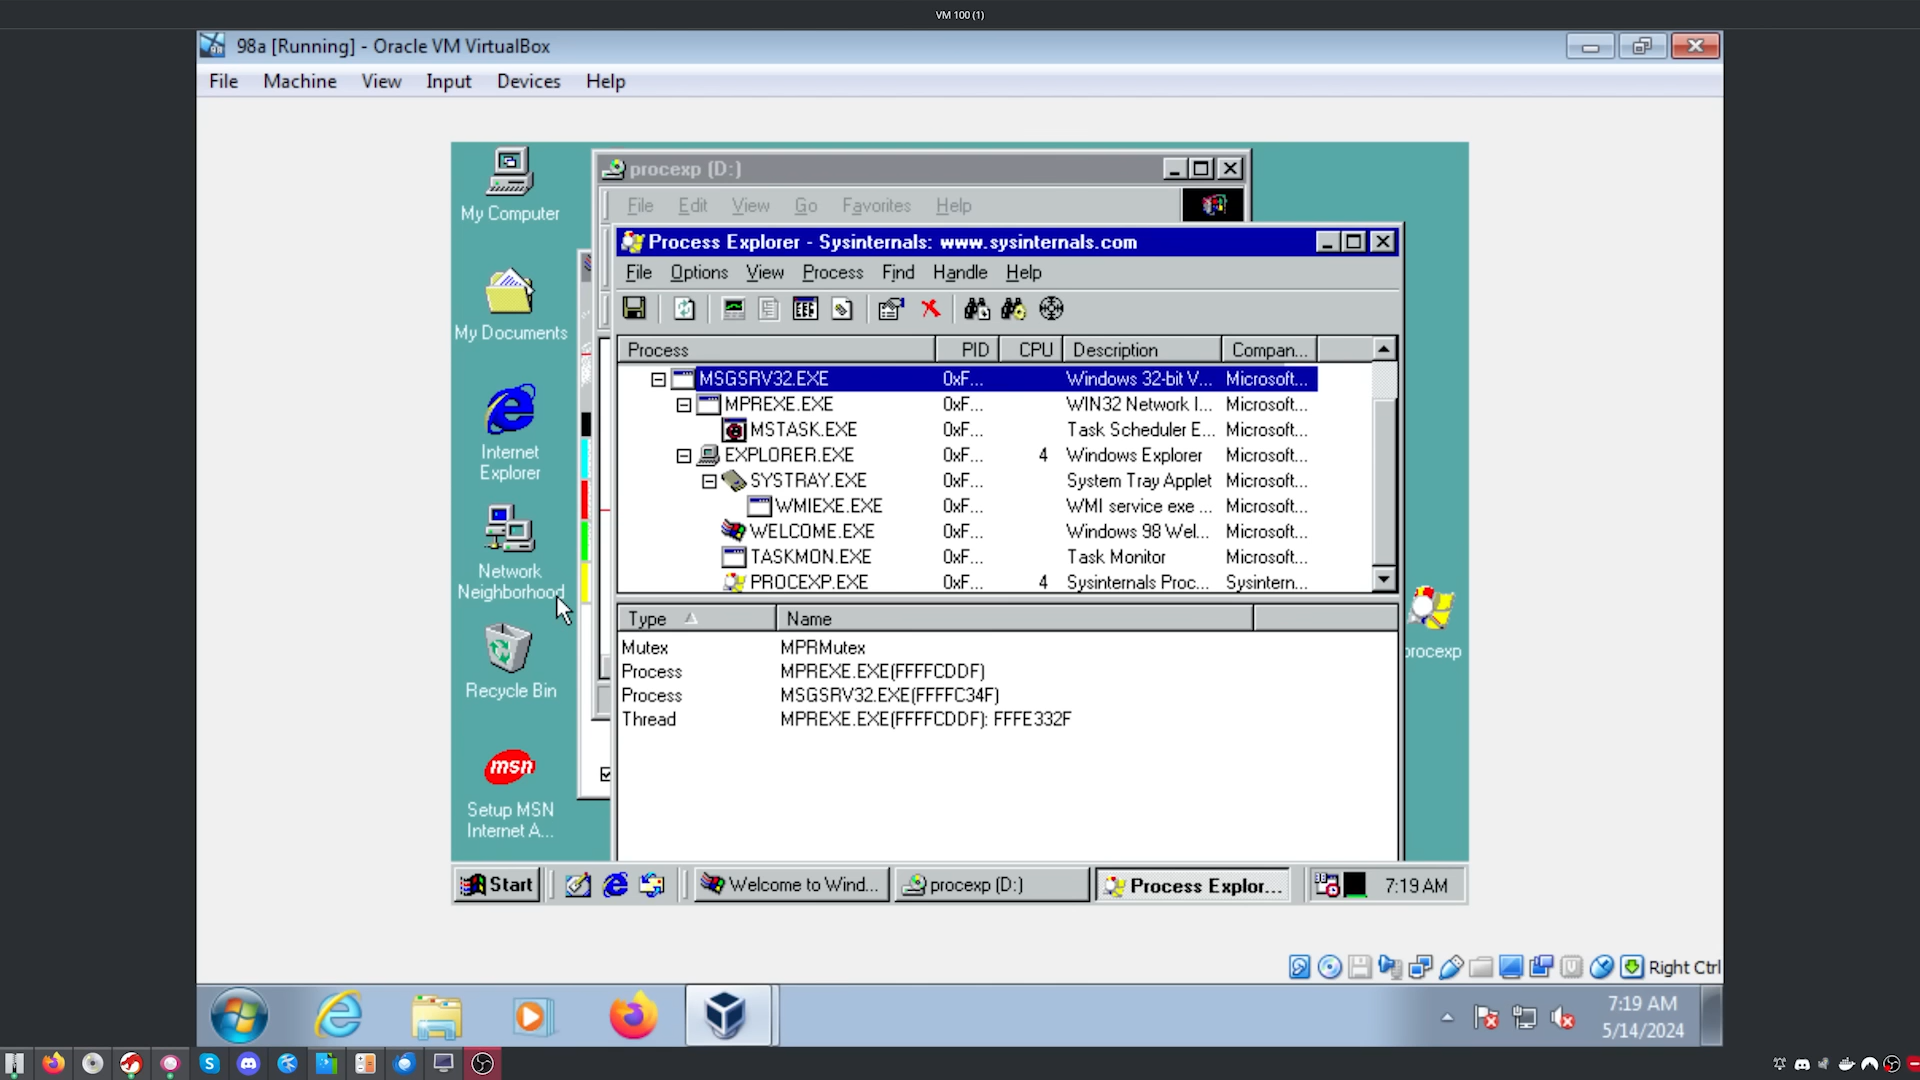 VM 100 (1)
98a [Running] - Oracle VM VirtualBox
File Machine View Input Devices Help
My Computer
My Documents
Internet
Explorer
Network
Neighborhood
Recycle Bin
msn
Setup MSN
Internet A...
procexp (D:)
File Edit View Go Favorites Help
Process Explorer - Sysinternals: www.sysinternals.com
File Options View Process Find Handle Help
Process PID CPU Description Compan...
MSGSRV32.EXE 0xF... Windows 32-bit V... Microsoft...
MPREXE.EXE 0xF... WIN32 Network I... Microsoft...
MSTASK.EXE 0xF... Task Scheduler E... Microsoft...
EXPLORER.EXE 0xF... 4 Windows Explorer Microsoft...
SYSTRAY.EXE 0xF... System Tray Applet Microsoft...
WMIEXE.EXE 0xF... WMI service exe ... Microsoft...
WELCOME.EXE 0xF... Windows 98 Wel... Microsoft...
TASKMON.EXE 0xF... Task Monitor Microsoft...
PROCEXP.EXE 0xF... 4 Sysinternals Proc... Sysintern...
Type Name
Mutex MPRMutex
Process MPREXE.EXE(FFFFCDDF)
Process MSGSRV32.EXE(FFFFC34F)
Thread MPREXE.EXE(FFFFCDDF): FFFE332F
procexp
Start Welcome to Wind... procexp (D:) Process Explor... 7:19 AM
Right Ctrl
7:19 AM
5/14/2024